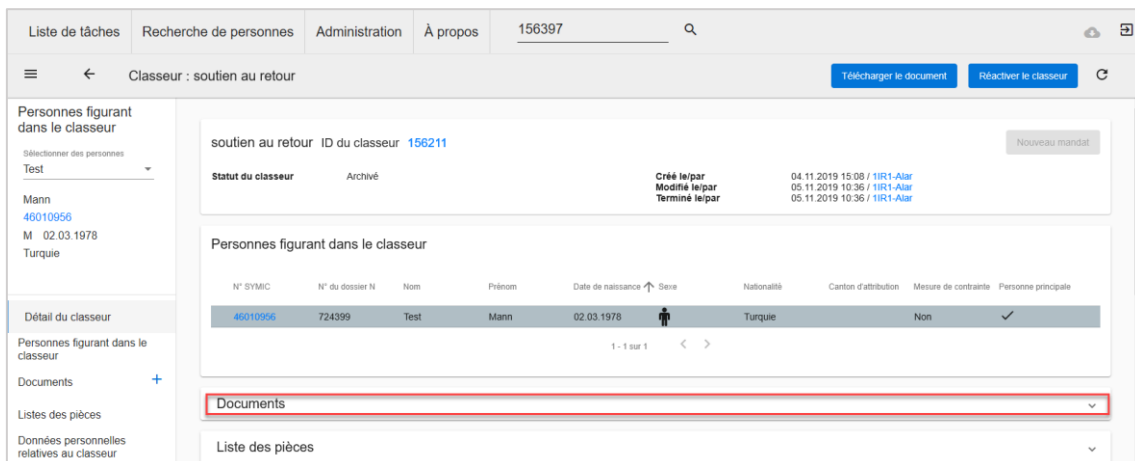 Liste de tâches Recherche de personnes Administration À propos 156397
Classeur : soutien au retour Télécharger le document Réactiver le classeur
Personnes figurant
dans le classeur
Sélectionner des personnes
Test
Mann
46010956
M 02.03.1978
Turquie
Détail du classeur
Personnes figurant dans le
classeur
Documents +
Listes des pièces
Données personnelles
relatives au classeur
soutien au retour ID du classeur 156211 Nouveau mandat
Statut du classeur Archivé
Créé le/par 04.11.2019 15:08 / 1IR1-Alar
Modifié le/par 05.11.2019 10:36 / 1IR1-Alar
Terminé le/par 05.11.2019 10:36 / 1IR1-Alar
Personnes figurant dans le classeur
N° SYMIC N° du dossier N Nom Prénom Date de naissance Sexe Nationalité Canton d'attribution Mesure de contrainte Personne principale
46010956 724399 Test Mann 02.03.1978 Turquie Non
1 - 1 sur 1
Documents
Liste des pièces